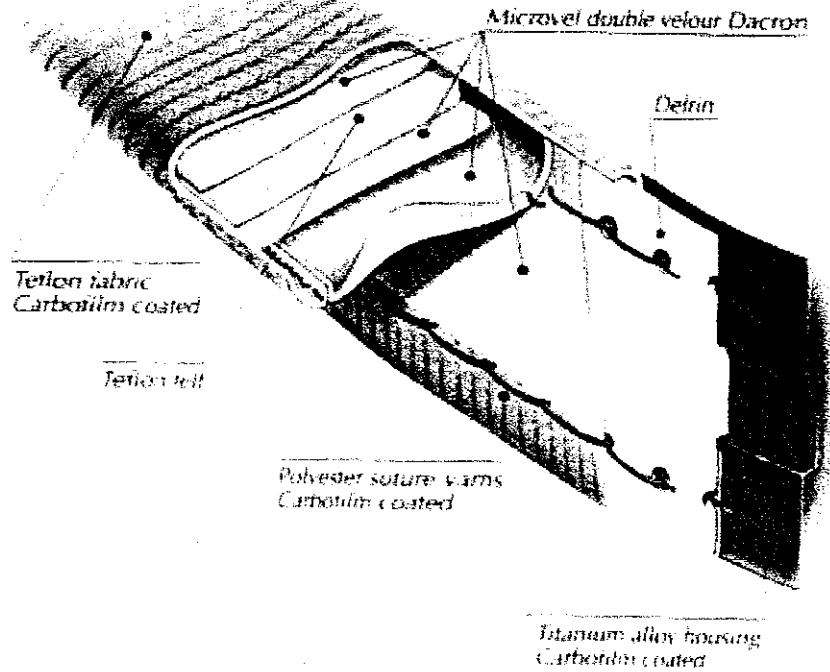 Microvel double velour Dacron
Delrin
Teflon fabric
Carbofilm coated
Teflon felt
Polyester suture yarns
Carbofilm coated
Titanium alloy housing
Carbofilm coated